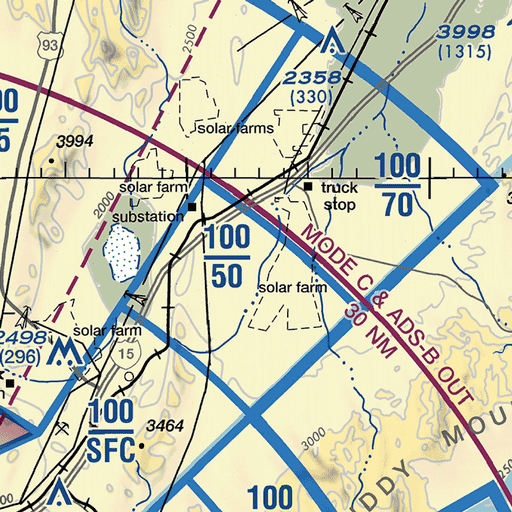 2500
93
3998
(1315)
2358
(330)
solar farms
3994
100
70
solar farm
truck
stop
2000
substation
100
50
MODE C & ADS-B OUT
30 NM
solar farm
2498
(296)
solar farm
15
100
SFC
3464
3000
100